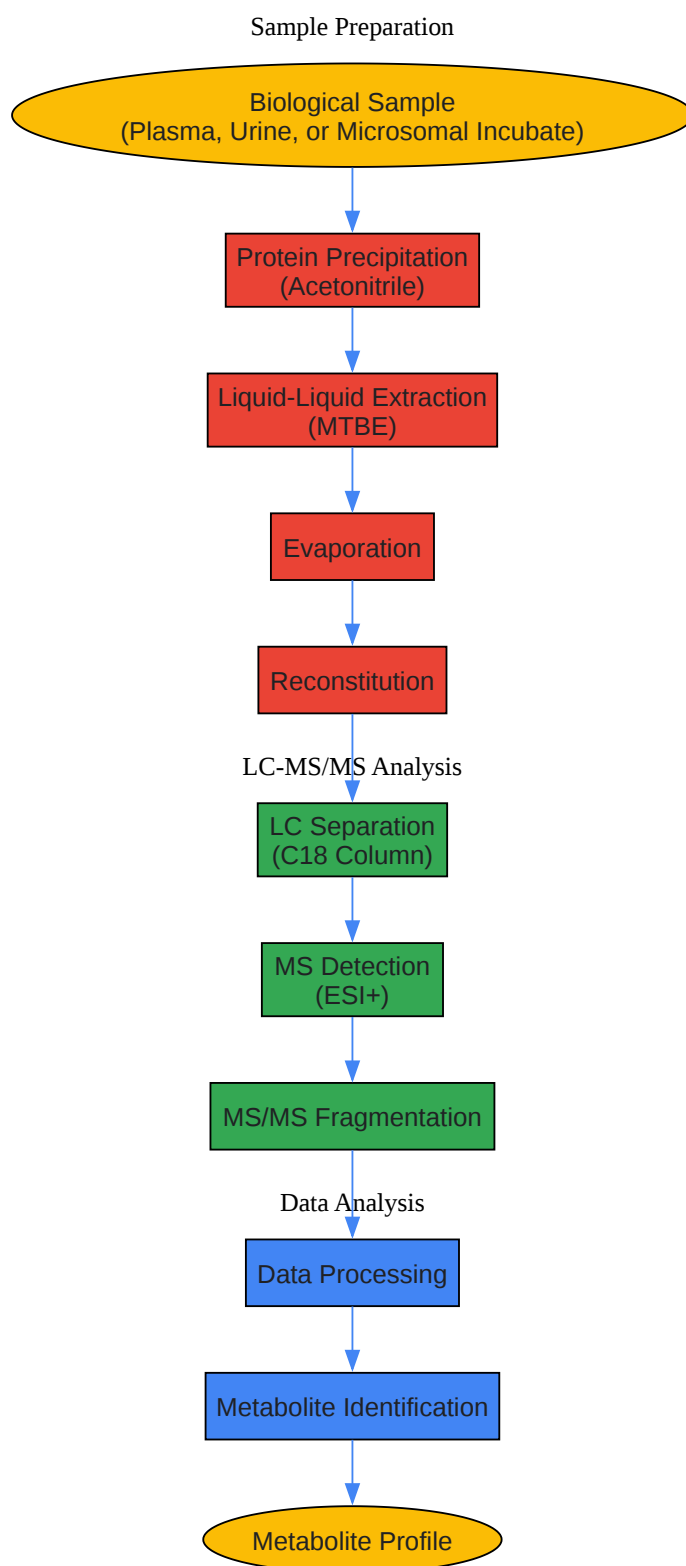 Sample Preparation
Biological Sample
(Plasma, Urine, or Microsomal Incubate)
Protein Precipitation
(Acetonitrile)
Liquid-Liquid Extraction
(MTBE)
Evaporation
Reconstitution
LC-MS/MS Analysis
LC Separation
(C18 Column)
MS Detection
(ESI+)
MS/MS Fragmentation
Data Analysis
Data Processing
Metabolite Identification
Metabolite Profile